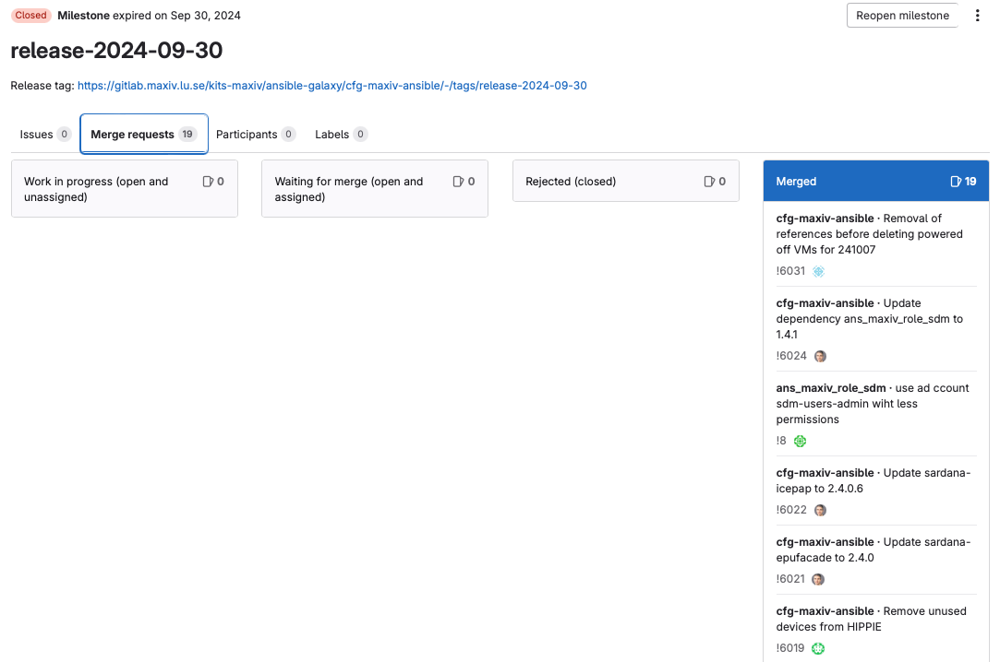 Closed Milestone expired on Sep 30, 2024
Reopen milestone
release-2024-09-30
Release tag: https://gitlab.maxiv.lu.se/kits-maxiv/ansible-galaxy/cfg-maxiv-ansible/-/tags/release-2024-09-30
Issues 0
Merge requests 19
Participants 0
Labels 0
Work in progress (open and
unassigned)
0
Waiting for merge (open and
assigned)
0
Rejected (closed)
0
Merged
19
cfg-maxiv-ansible · Removal of
references before deleting powered
off VMs for 241007
!6031
cfg-maxiv-ansible · Update
dependency ans_maxiv_role_sdm to
1.4.1
!6024
ans_maxiv_role_sdm · use ad ccount
sdm-users-admin wiht less
permissions
!8
cfg-maxiv-ansible · Update sardana-
icepap to 2.4.0.6
!6022
cfg-maxiv-ansible · Update sardana-
epufacade to 2.4.0
!6021
cfg-maxiv-ansible · Remove unused
devices from HIPPIE
!6019